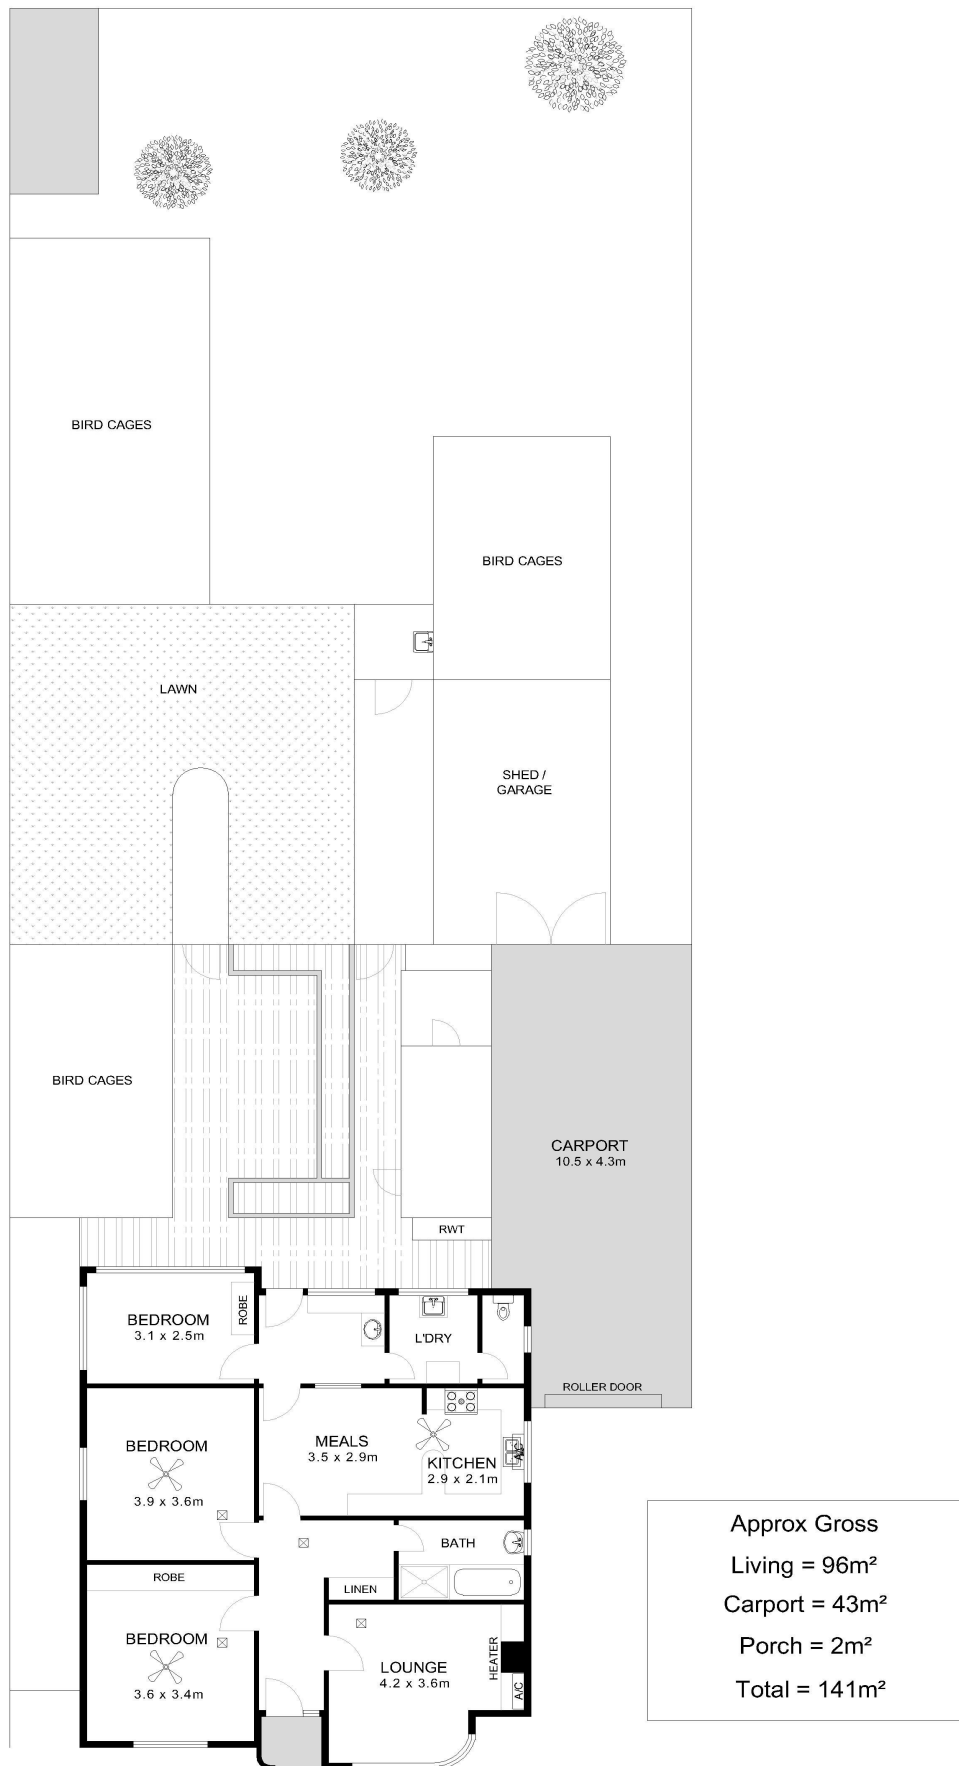 BIRD CAGES
BIRD CAGES
LAWN
SHED /
GARAGE
BIRD CAGES
CARPORT
10.5 x 4.3m
RWT
BEDROOM
3.1 x 2.5m
ROBE
L'DRY
ROLLER DOOR
MEALS
3.5 x 2.9m
KITCHEN
2.9 x 2.1m
A/C
BEDROOM
3.9 x 3.6m
BATH
LINEN
ROBE
BEDROOM
3.6 x 3.4m
LOUNGE
4.2 x 3.6m
HEATER
A/C
Approx Gross
Living = 96m²
Carport = 43m²
Porch = 2m²
Total = 141m²